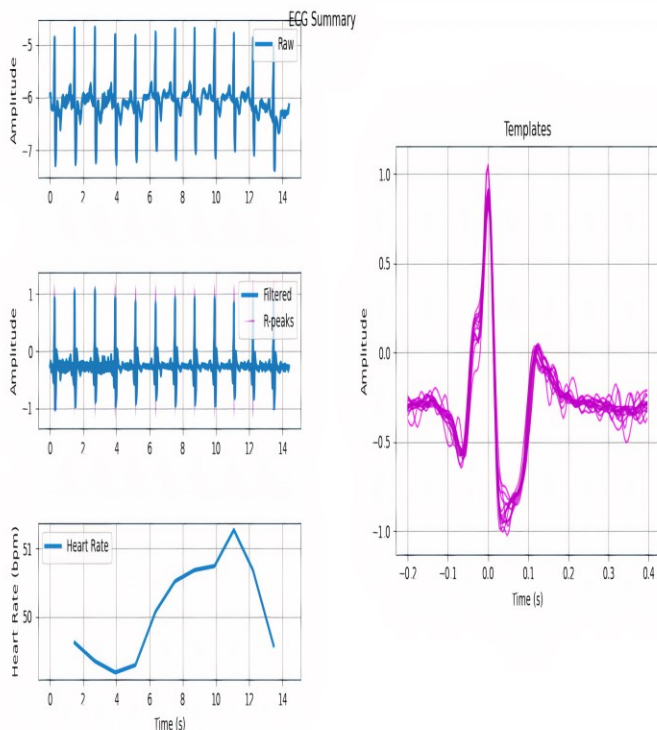 ECG Summary
Raw
Amplitude
−5
−6
−7
0 2 4 6 8 10 12 14
Filtered
R-peaks
Amplitude
1
0
−1
0 2 4 6 8 10 12 14
Heart Rate
Heart Rate (bpm)
51
50
0 2 4 6 8 10 12 14
Time (s)
Templates
Amplitude
1.0
0.5
0.0
−0.5
−1.0
−0.2 −0.1 0.0 0.1 0.2 0.3 0.4
Time (s)